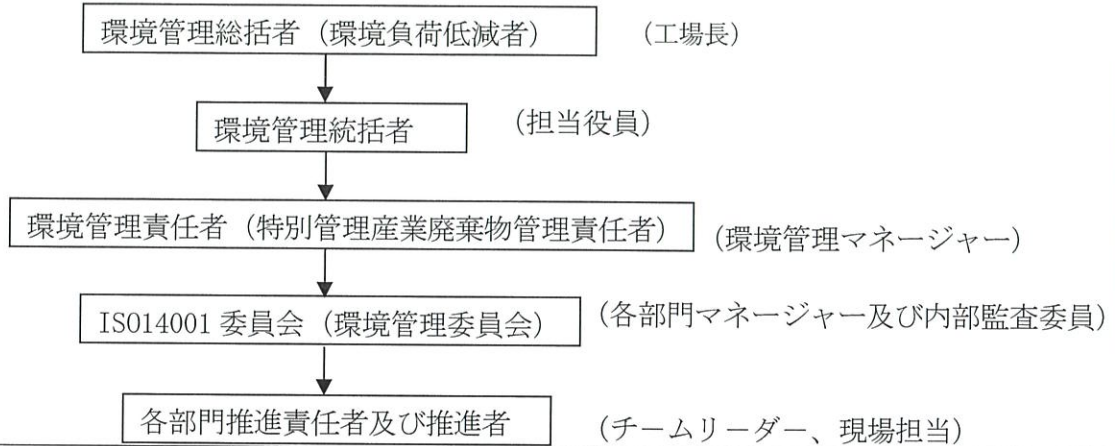 環境管理総括者（環境負荷低減者） （工場長）
環境管理統括者 （担当役員）
環境管理責任者（特別管理産業廃棄物管理責任者） （環境管理マネージャー）
ISO14001 委員会（環境管理委員会） （各部門マネージャー及び内部監査委員）
各部門推進責任者及び推進者 （チームリーダー、現場担当）